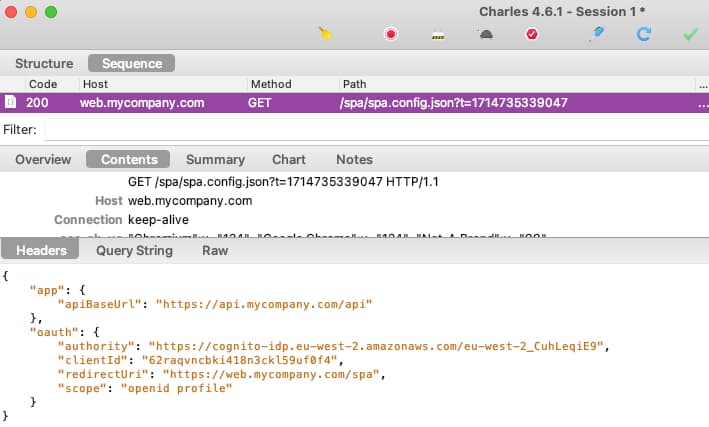 Charles 4.6.1 - Session 1 *
Structure Sequence
Code Host Method Path ...
200 web.mycompany.com GET /spa/spa.config.json?t=1714735339047 ...
Filter:
Overview Contents Summary Chart Notes
GET /spa/spa.config.json?t=1714735339047 HTTP/1.1
Host web.mycompany.com
Connection keep-alive
Headers Query String Raw
{
"app": {
"apiBaseUrl": "https://api.mycompany.com/api"
},
"oauth": {
"authority": "https://cognito-idp.eu-west-2.amazonaws.com/eu-west-2_CuhLeqiE9",
"clientId": "62raqvncbki418n3ckl59uf0f4",
"redirectUri": "https://web.mycompany.com/spa",
"scope": "openid profile"
}
}